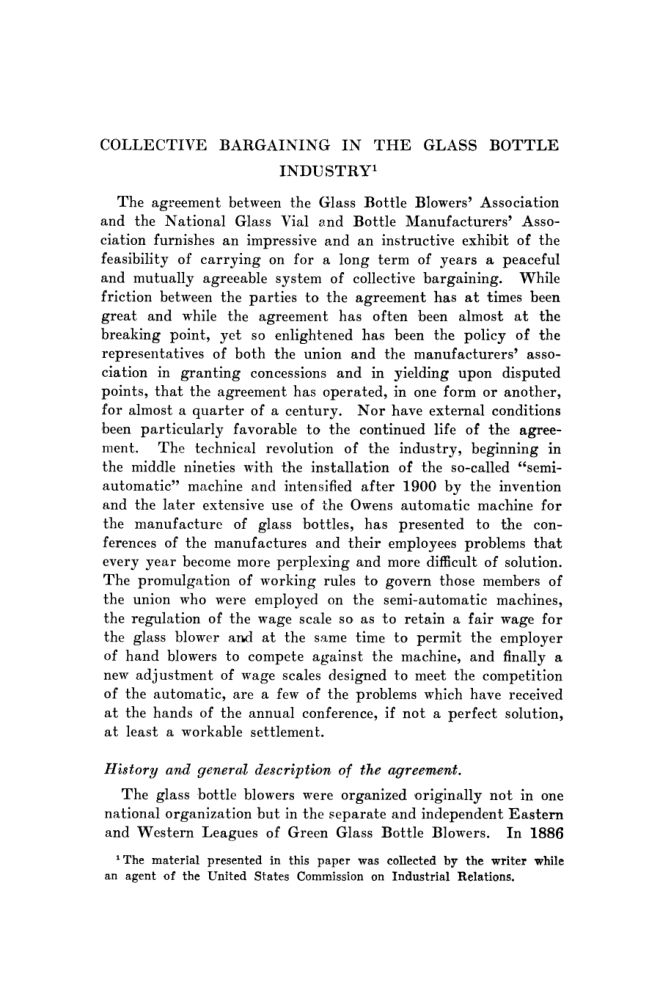 COLLECTIVE BARGAINING IN THE GLASS BOTTLE
INDUSTRY¹
The agreement between the Glass Bottle Blowers' Association
and the National Glass Vial and Bottle Manufacturers' Asso-
ciation furnishes an impressive and an instructive exhibit of the
feasibility of carrying on for a long term of years a peaceful
and mutually agreeable system of collective bargaining. While
friction between the parties to the agreement has at times been
great and while the agreement has often been almost at the
breaking point, yet so enlightened has been the policy of the
representatives of both the union and the manufacturers' asso-
ciation in granting concessions and in yielding upon disputed
points, that the agreement has operated, in one form or another,
for almost a quarter of a century. Nor have external conditions
been particularly favorable to the continued life of the agree-
ment. The technical revolution of the industry, beginning in
the middle nineties with the installation of the so-called "semi-
automatic" machine and intensified after 1900 by the invention
and the later extensive use of the Owens automatic machine for
the manufacture of glass bottles, has presented to the con-
ferences of the manufactures and their employees problems that
every year become more perplexing and more difficult of solution.
The promulgation of working rules to govern those members of
the union who were employed on the semi-automatic machines,
the regulation of the wage scale so as to retain a fair wage for
the glass blower and at the same time to permit the employer
of hand blowers to compete against the machine, and finally a
new adjustment of wage scales designed to meet the competition
of the automatic, are a few of the problems which have received
at the hands of the annual conference, if not a perfect solution,
at least a workable settlement.
History and general description of the agreement.
The glass bottle blowers were organized originally not in one
national organization but in the separate and independent Eastern
and Western Leagues of Green Glass Bottle Blowers. In 1886
¹ The material presented in this paper was collected by the writer while
an agent of the United States Commission on Industrial Relations.